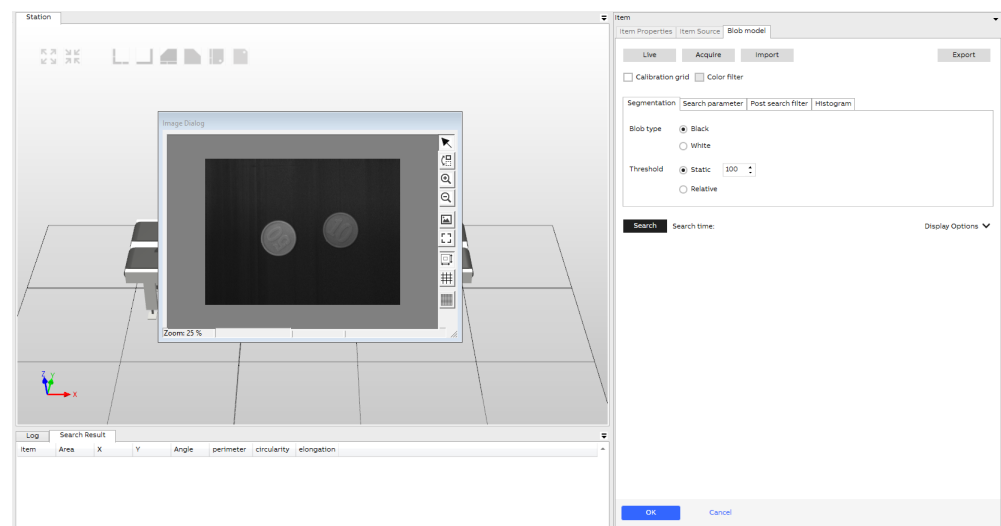 Station
Image Dialog
Zoom: 25 %
Z
Y
X
Log Search Result
Item Area X Y Angle perimeter circularity elongation
Item
Item Properties Item Source Blob model
Live Acquire Import Export
Calibration grid Color filter
Segmentation Search parameter Post search filter Histogram
Blob type Black
White
Threshold Static 100
Relative
Search Search time: Display Options
OK Cancel